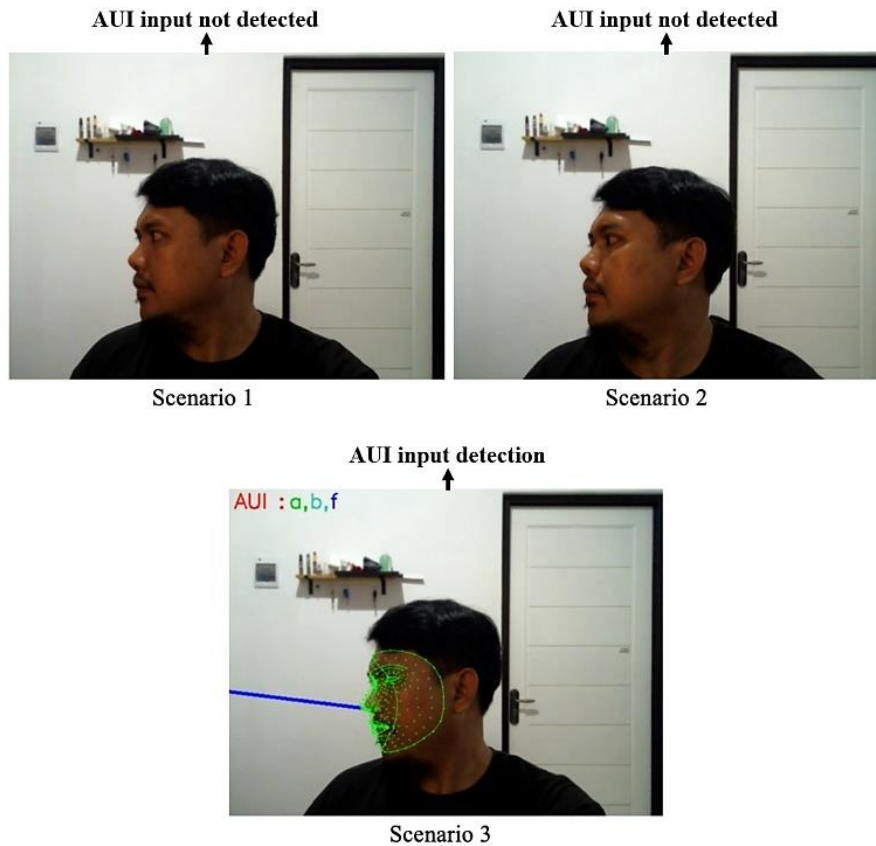 AUI input not detected
AUI input not detected
Scenario 1
Scenario 2
AUI input detection
AUI : a,b,f
Scenario 3